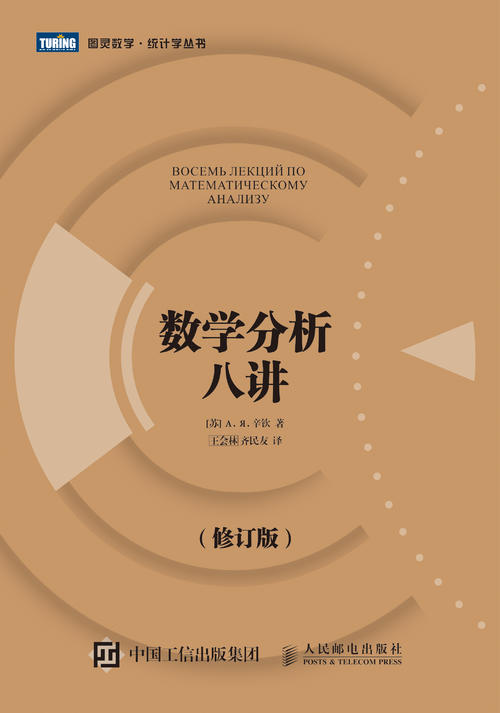 TURING
图灵数学·统计学丛书
ВОСЕМЬ ЛЕКЦИЙ ПО
МАТЕМАТИЧЕСКОМУ
АНАЛИЗУ
数学分析
八讲
[苏] А. Я. 辛钦 著
王会林 齐民友 译
(修订版)
中国工信出版集团
人民邮电出版社
POSTS & TELECOM PRESS